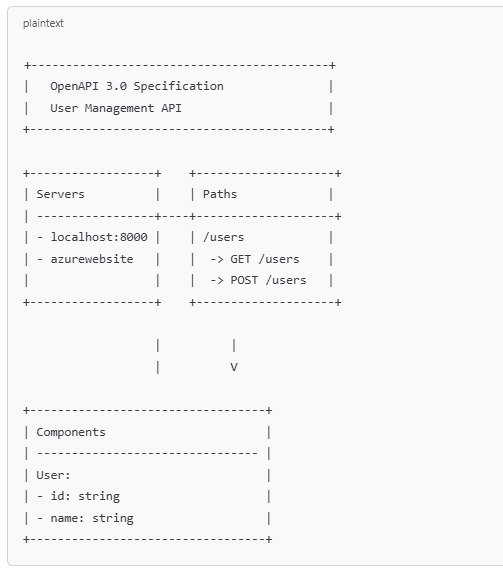 plaintext
+------------------------------------------+
|   OpenAPI 3.0 Specification              |
|   User Management API                    |
+------------------------------------------+
+-----------------+    +-------------------+
| Servers         |    | Paths            |
| ----------------+----+-------------------+
| - localhost:8000 |    | /users            |
| - azurewebsite   |    |  -> GET /users   |
|                 |    |  -> POST /users   |
+-----------------+    +-------------------+
|         |
|         V
+---------------------------------+
| Components                      |
| ------------------------------- |
| User:                           |
| - id: string                    |
| - name: string                  |
+---------------------------------+